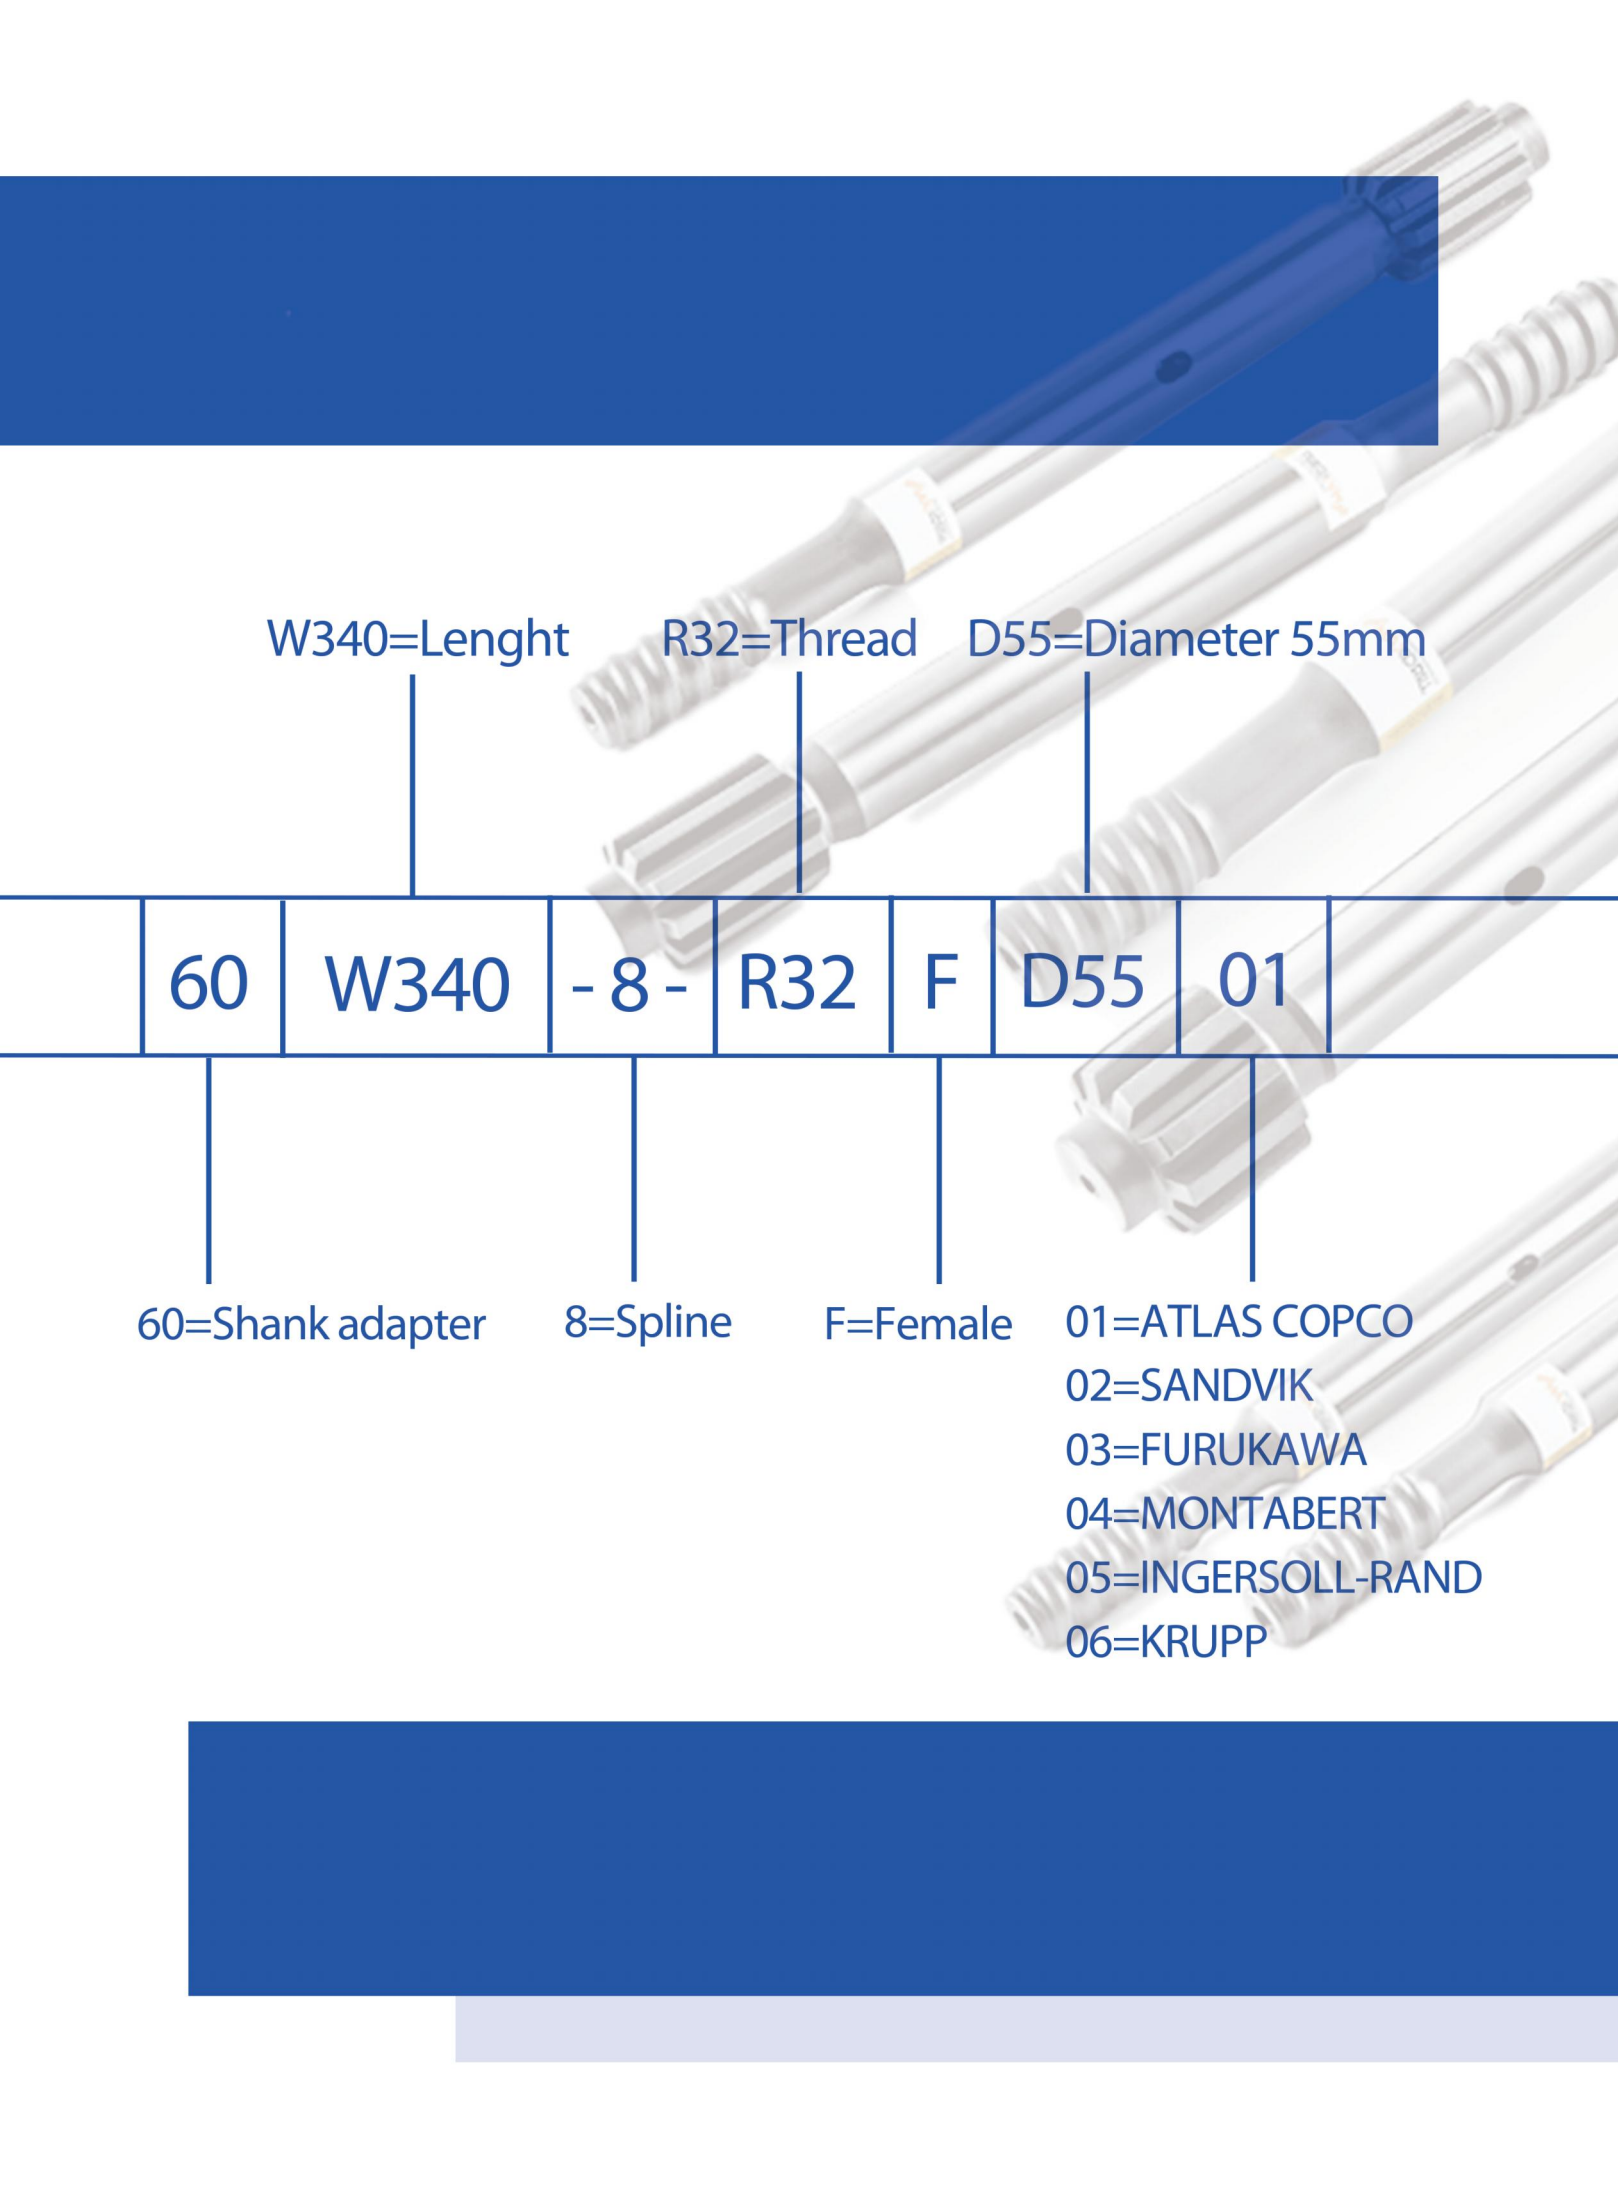 W340=Lenght R32=Thread D55=Diameter 55mm
60 W340 - 8 - R32 F D55 01
60=Shank adapter 8=Spline F=Female 01=ATLAS COPCO
02=SANDVIK
03=FURUKAWA
04=MONTABERT
05=INGERSOLL-RAND
06=KRUPP